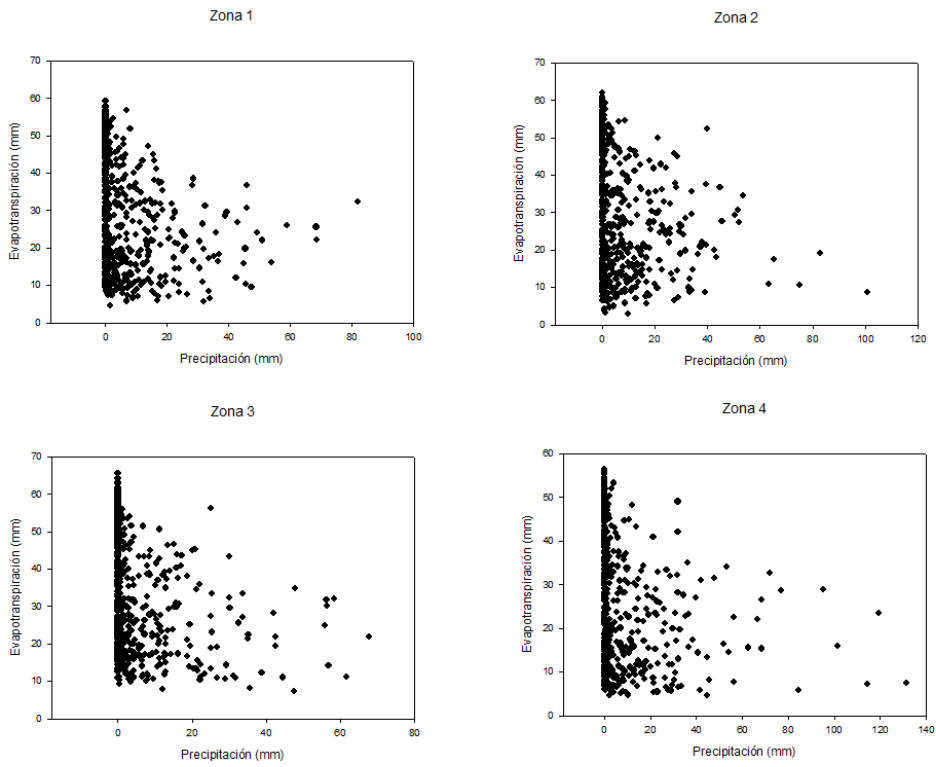 Zona 1
70
60
50
40
30
20
10
0
Evapotranspiración (mm)
0 20 40 60 80 100
Precipitación (mm)
Zona 2
70
60
50
40
30
20
10
0
Evapotranspiración (mm)
0 20 40 60 80 100 120
Precipitación (mm)
Zona 3
70
60
50
40
30
20
10
0
Evapotranspiración (mm)
0 20 40 60 80
Precipitación (mm)
Zona 4
60
50
40
30
20
10
0
Evapotranspiración (mm)
0 20 40 60 80 100 120 140
Precipitación (mm)